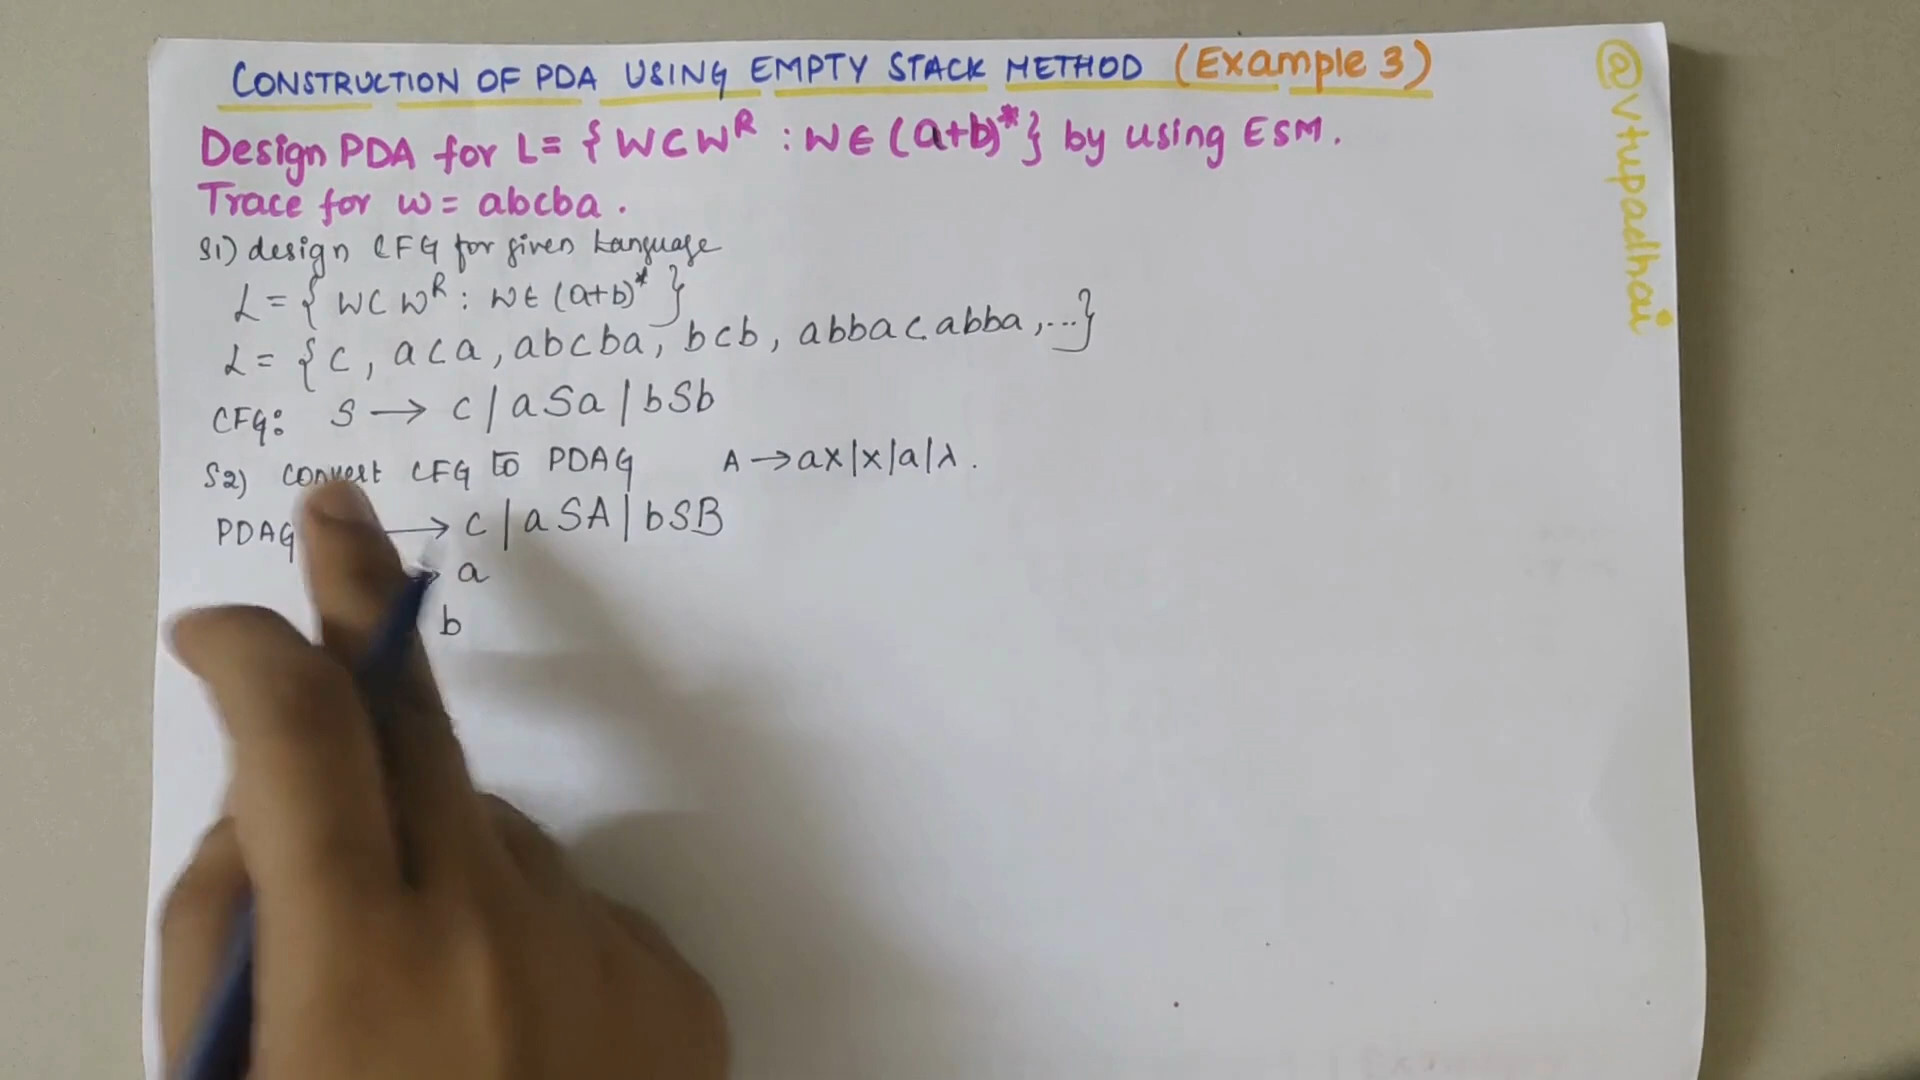 CONSTRUCTION OF PDA USING EMPTY STACK METHOD (Example 3)
Design PDA for L= { WCW^R : W∈ (a+b)^* } by using ESM.
Trace for w= abcba.
S1) design CFG for given Language
L = { WCW^R : W∈ (a+b)^* }
L = { c, aca, abcba, bcb, abbacabba,...}
CFG: S → c | aSa | bSb
S2) convert CFG to PDAG A → ax|x|a|λ.
PDAG → c | aSA | bSB
→ a
b
@vtupadhai